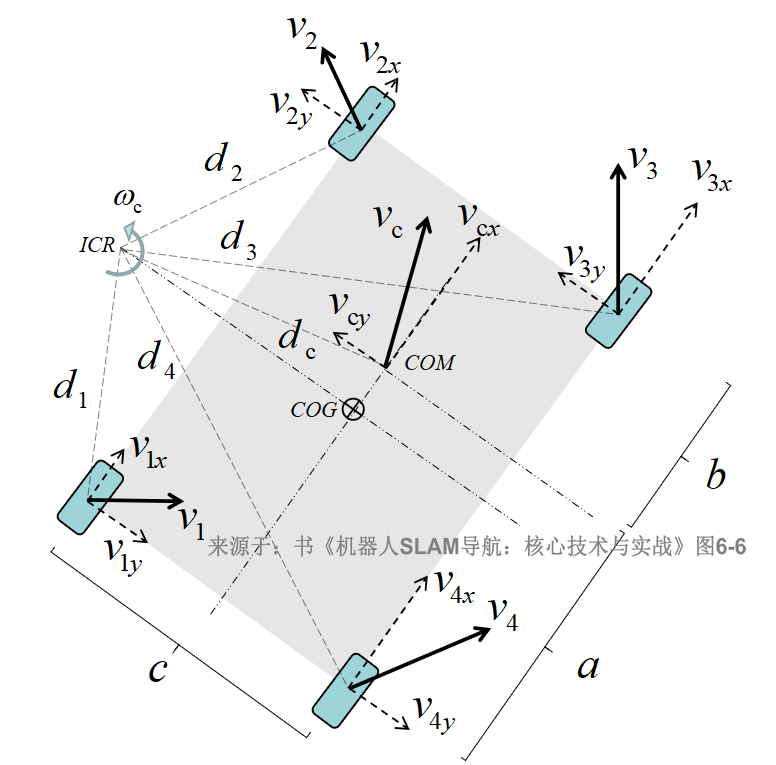 v2
v2x
v2y
d2
v3
v3x
ωc
vc
vcx
ICR
d3
v3y
vcy
dc
d4
COM
d1
COG
v1x
b
v1
来源于：书《机器人SLAM导航：核心技术与实战》图6-6
v1y
v4x
v4
c
a
v4y